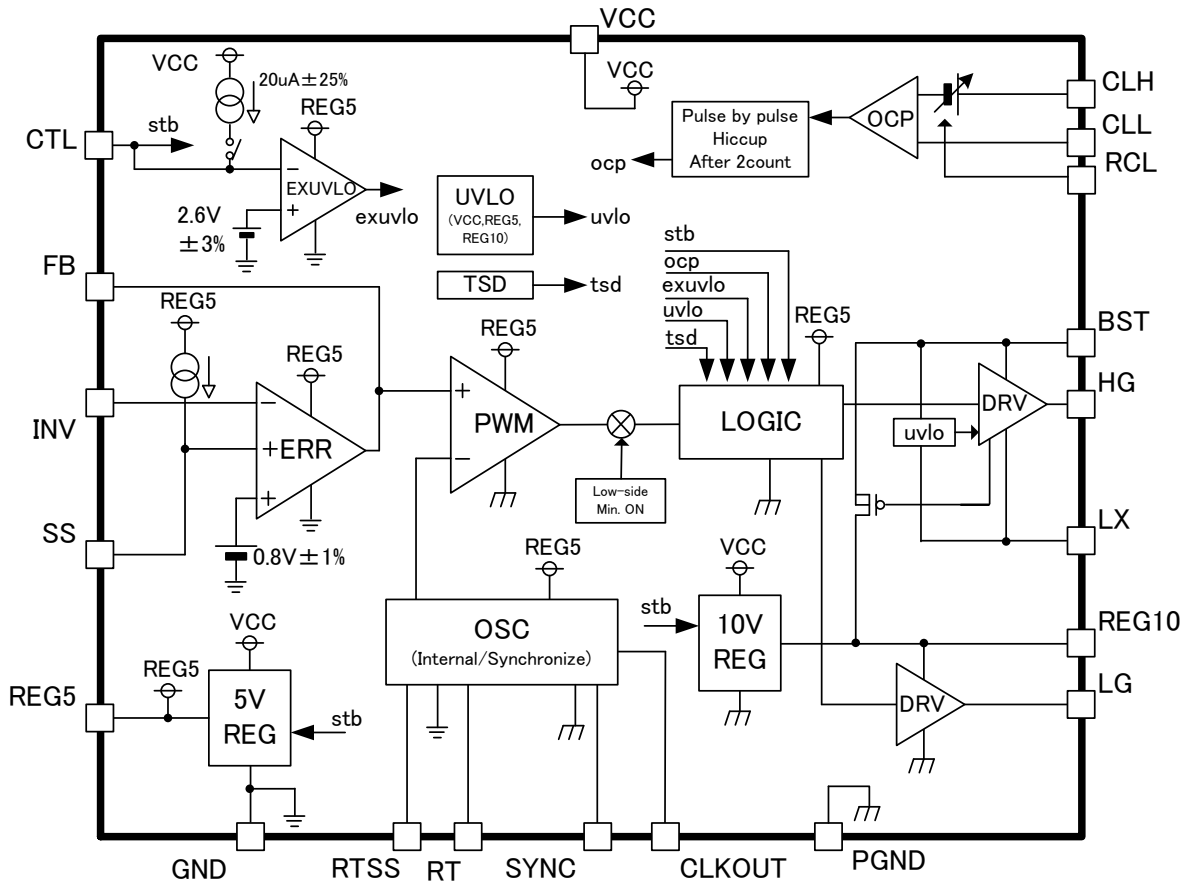 VCC
VCC
20uA±25%
VCC
CLH
REG5
CTL
stb
Pulse by pulse
Hiccup
After 2count
OCP
CLL
ocp
RCL
−
EXUVLO
+
exuvlo
2.6V
±3%
UVLO
(VCC,REG5,
REG10)
uvlo
stb
ocp
exuvlo
uvlo
tsd
FB
TSD
tsd
REG5
REG5
REG5
REG5
BST
−
+
ERR
+
INV
+
PWM
−
LOGIC
DRV
HG
uvlo
Low-side
Min. ON
SS
0.8V±1%
LX
REG5
VCC
OSC
(Internal/Synchronize)
stb
10V
REG
REG10
VCC
REG5
REG5
5V
REG
stb
DRV
LG
GND
RTSS
RT
SYNC
CLKOUT
PGND